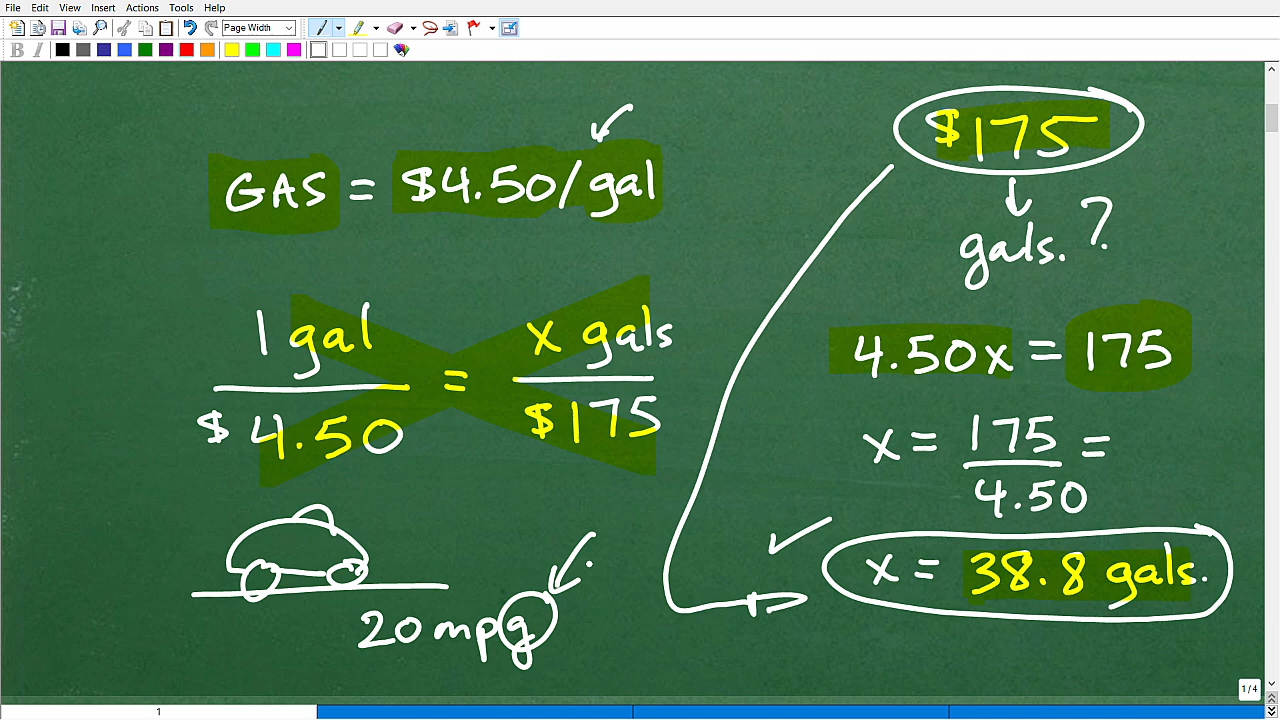 File Edit View Insert Actions Tools Help
Page Width
B I
GAS = $4.50/gal
1 gal / $4.50 = x gals / $175
20 mpg
$175
gals. ?
4.50x = 175
x = 175 / 4.50 =
x = 38.8 gals.
1/4
1